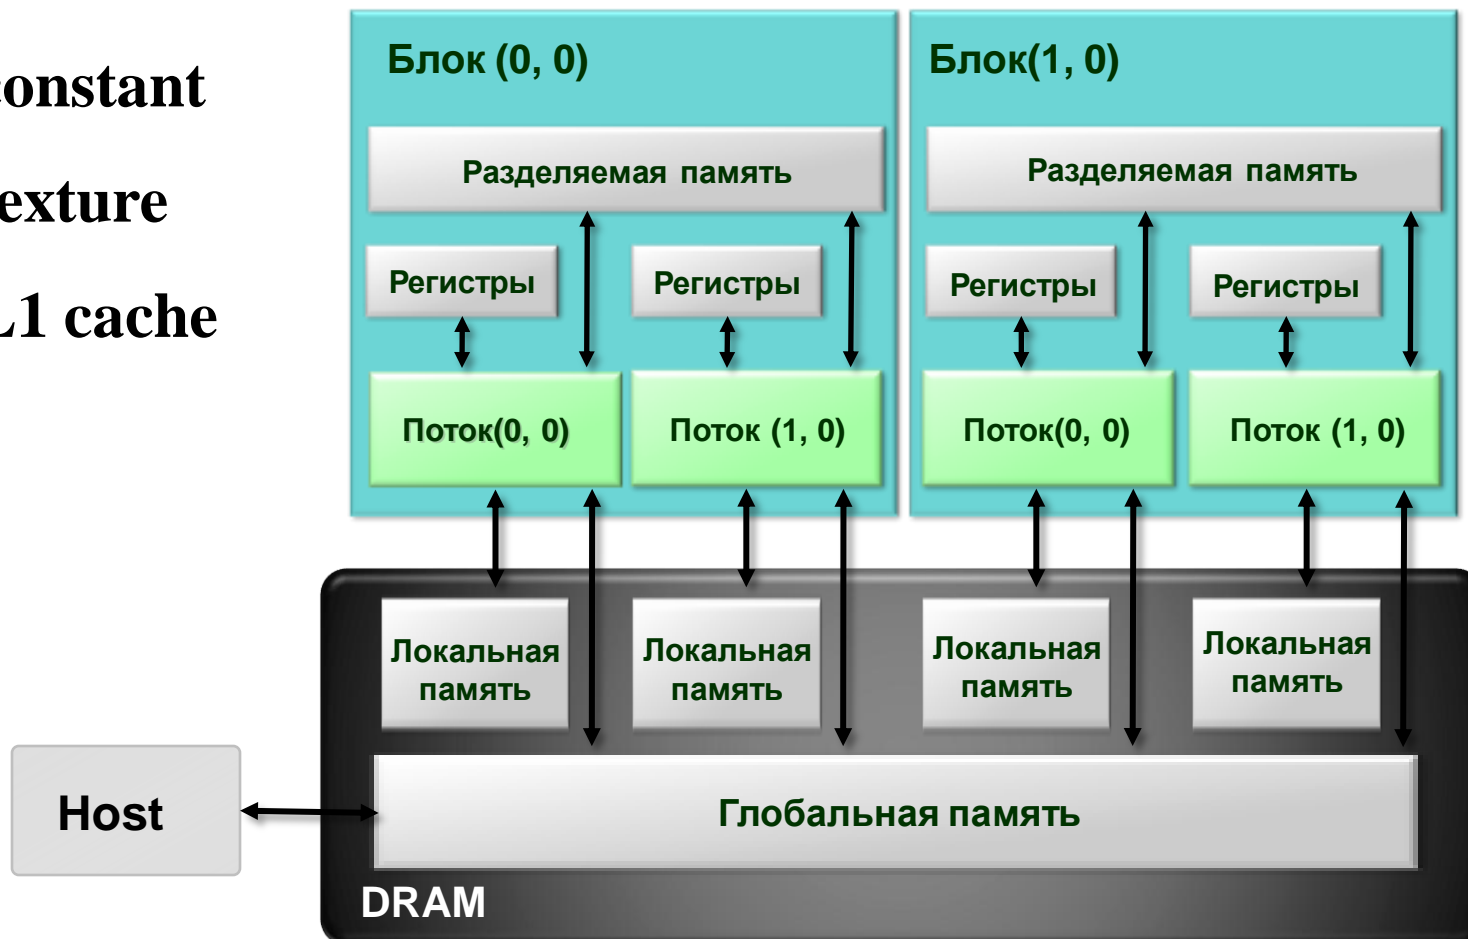 constant
exture
L1 cache
Блок (0, 0)
Блок(1, 0)
Разделяемая память
Разделяемая память
Регистры
Регистры
Регистры
Регистры
Поток(0, 0)
Поток (1, 0)
Поток(0, 0)
Поток (1, 0)
Локальная
память
Локальная
память
Локальная
память
Локальная
память
Host
Глобальная память
DRAM